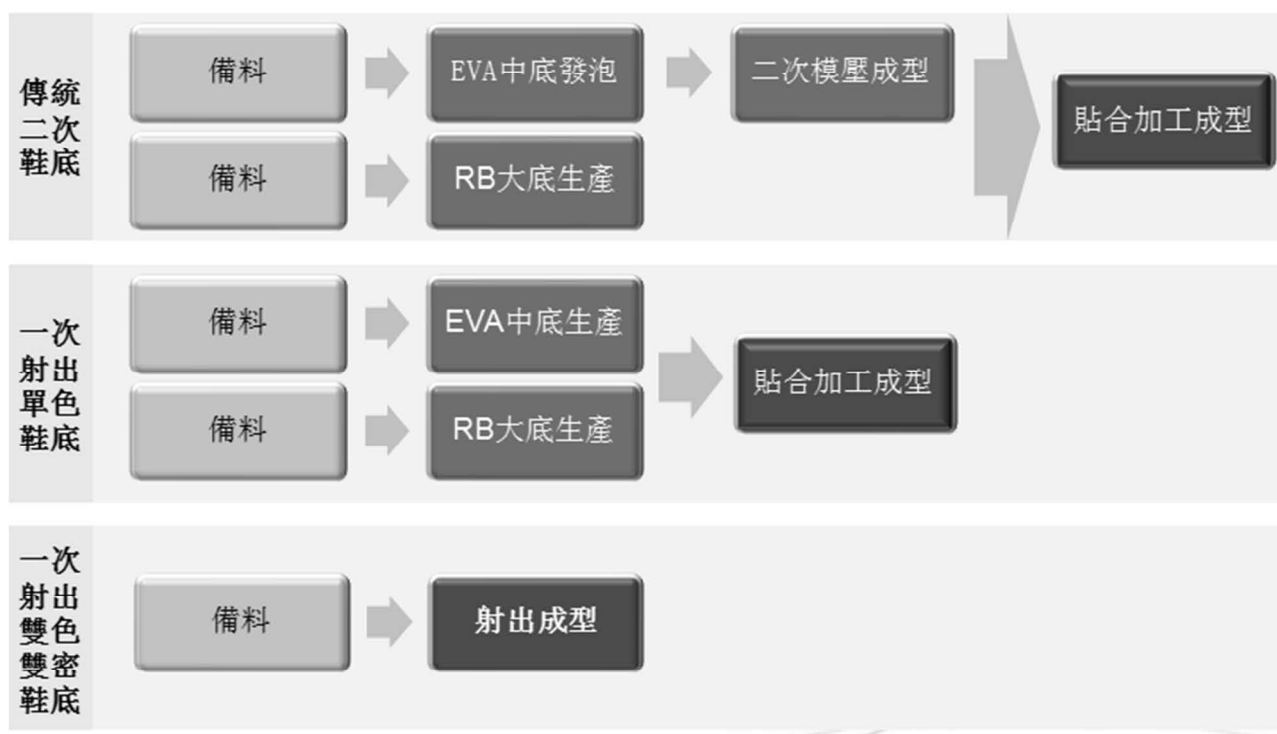 傳統
二次
鞋底
備料
EVA中底發泡
二次模壓成型
備料
RB大底生產
貼合加工成型
一次
射出
單色
鞋底
備料
EVA中底生產
備料
RB大底生產
貼合加工成型
一次
射出
雙色
雙密
鞋底
備料
射出成型